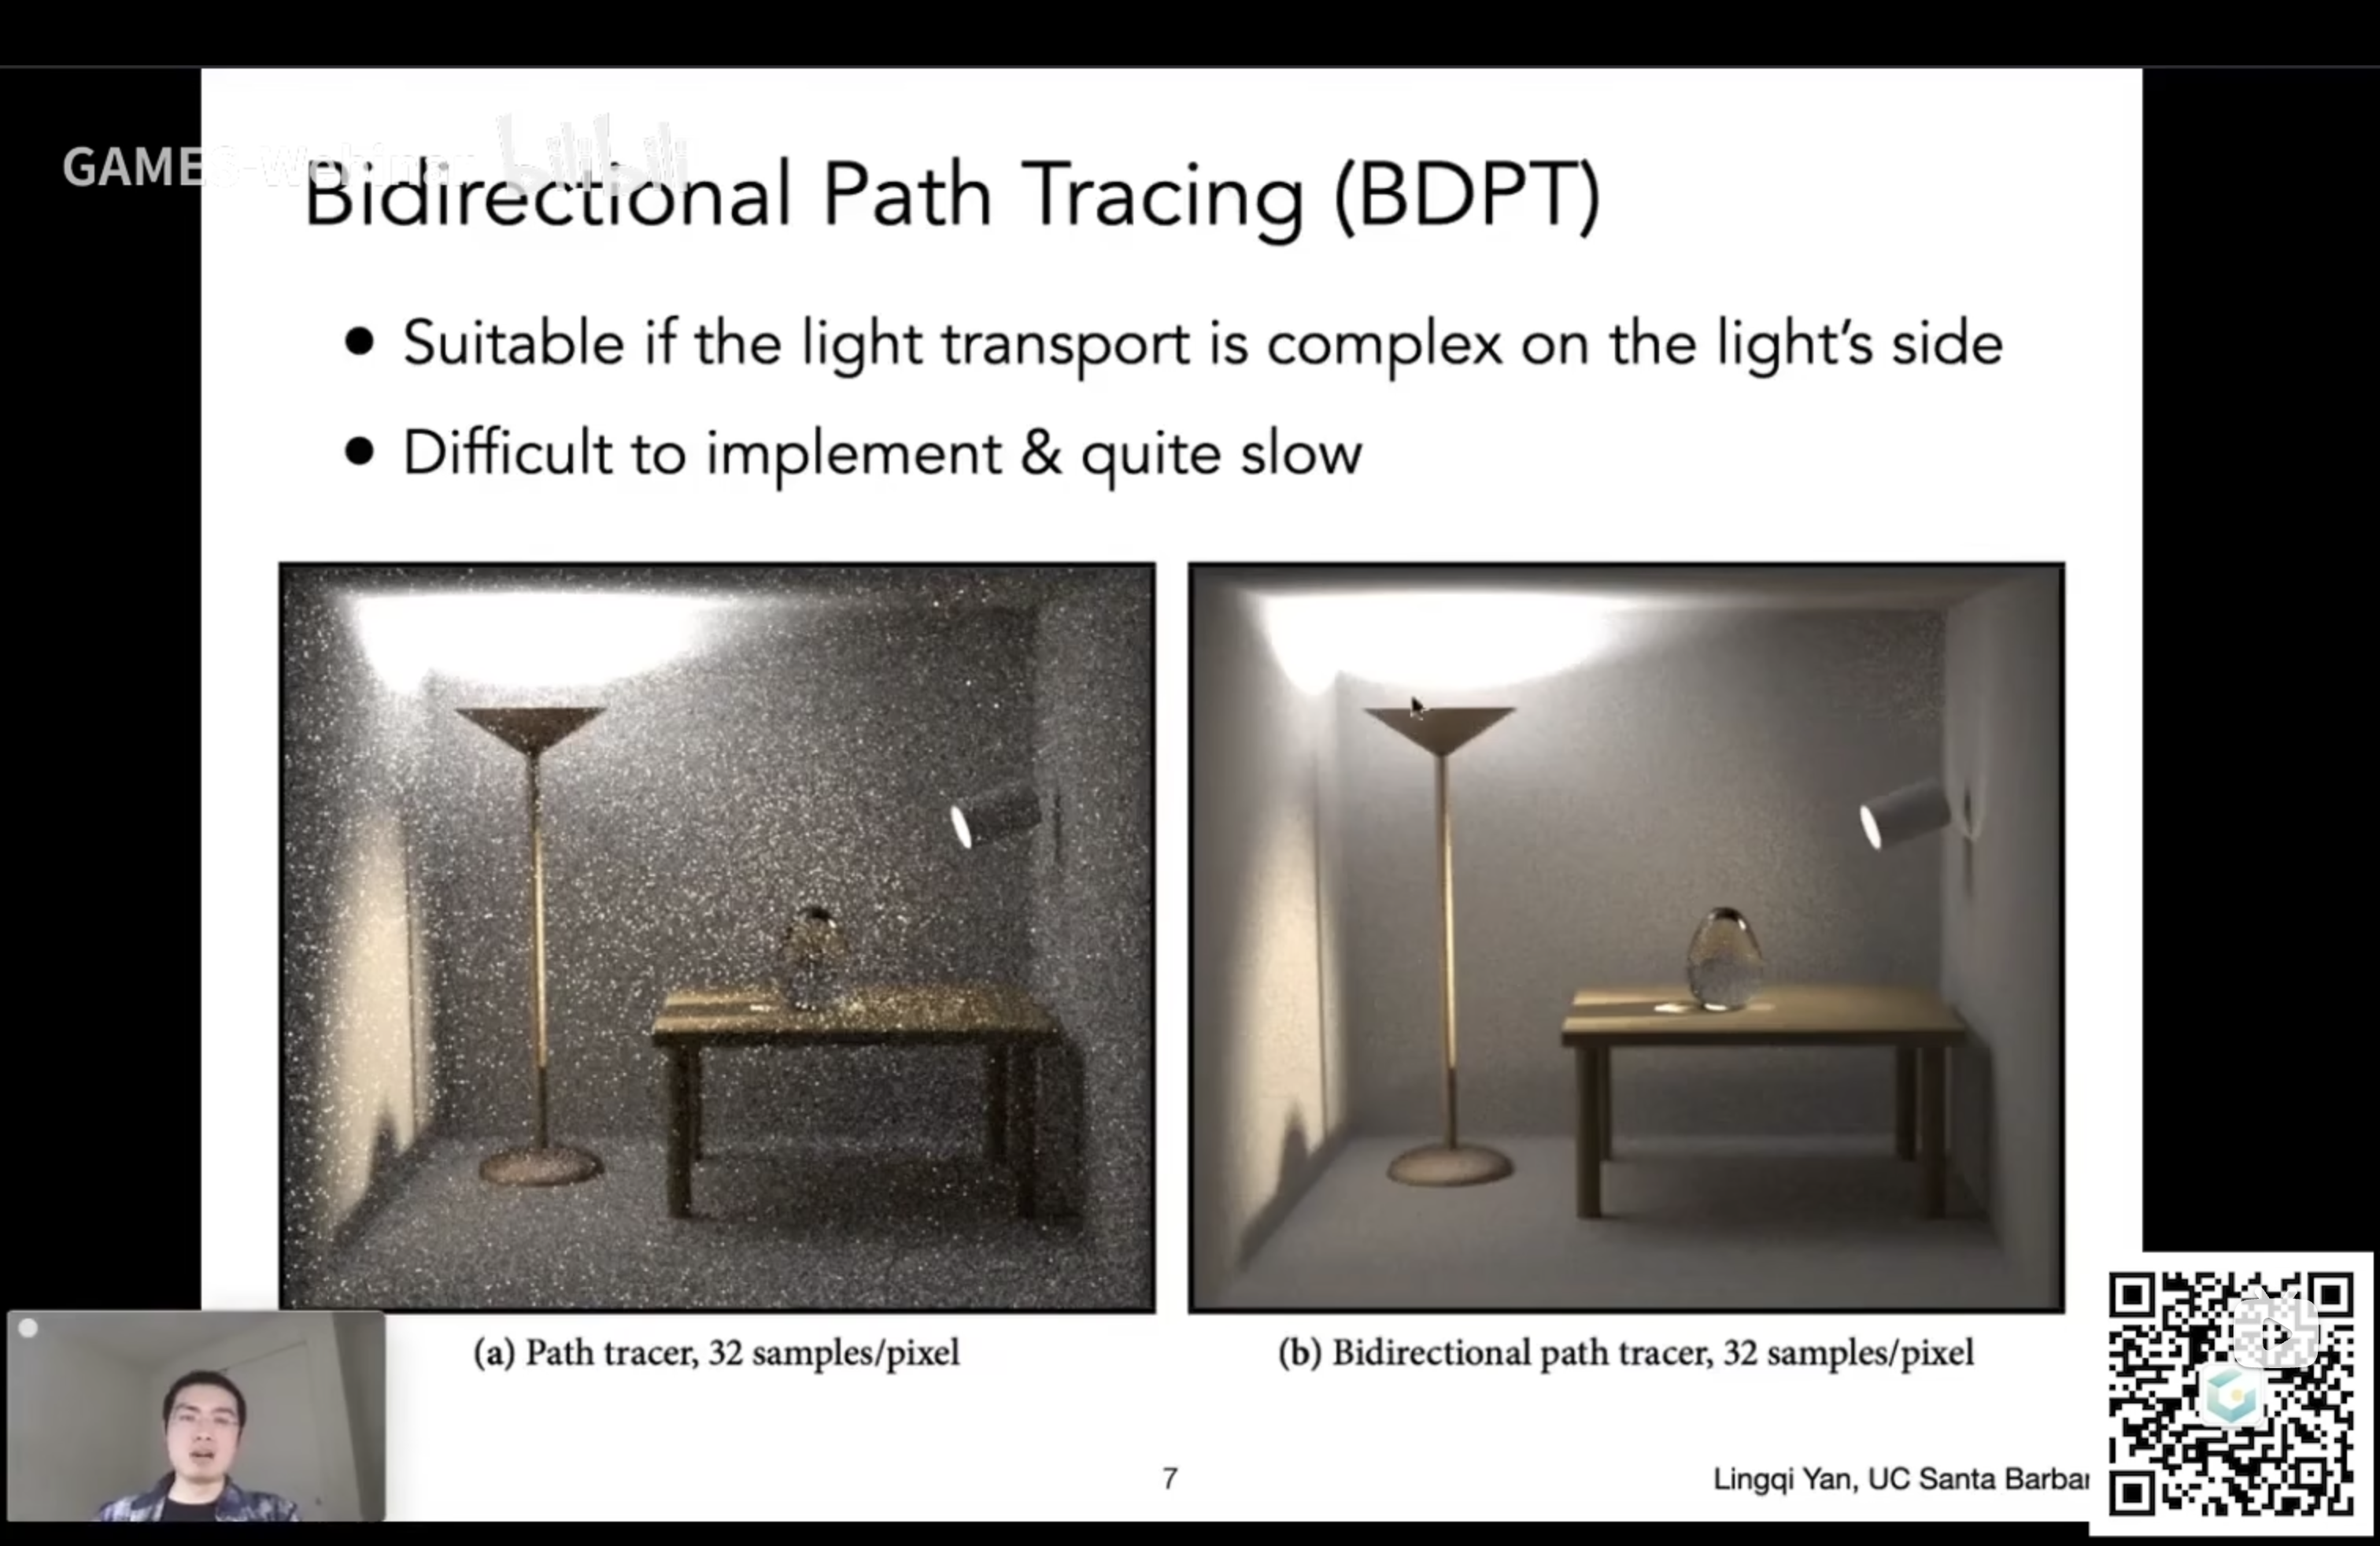 GAMES-Webinar bilibili
Bidirectional Path Tracing (BDPT)
● Suitable if the light transport is complex on the light's side
● Difficult to implement & quite slow
(a) Path tracer, 32 samples/pixel
(b) Bidirectional path tracer, 32 samples/pixel
7
Lingqi Yan, UC Santa Barbar